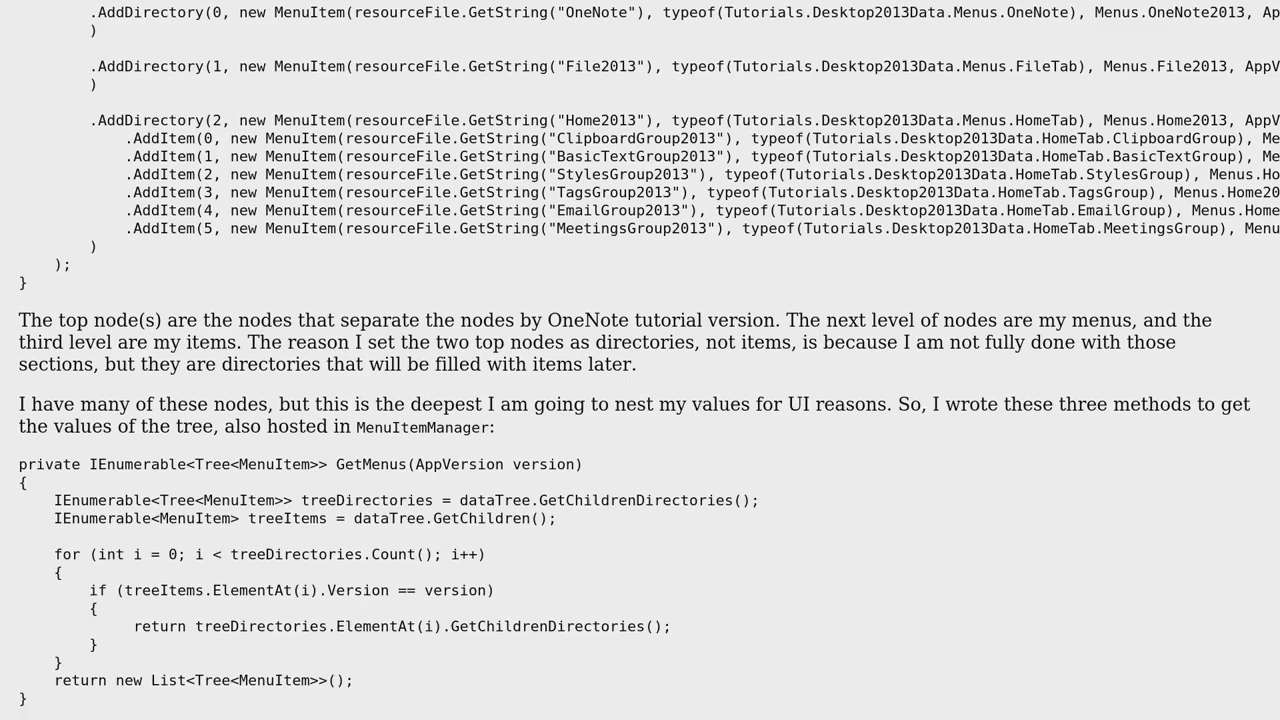 .AddDirectory(0, new MenuItem(resourceFile.GetString("OneNote"), typeof(Tutorials.Desktop2013Data.Menus.OneNote), Menus.OneNote2013, Ap
)
.AddDirectory(1, new MenuItem(resourceFile.GetString("File2013"), typeof(Tutorials.Desktop2013Data.Menus.FileTab), Menus.File2013, AppV
)
.AddDirectory(2, new MenuItem(resourceFile.GetString("Home2013"), typeof(Tutorials.Desktop2013Data.Menus.HomeTab), Menus.Home2013, AppV
.AddItem(0, new MenuItem(resourceFile.GetString("ClipboardGroup2013"), typeof(Tutorials.Desktop2013Data.HomeTab.ClipboardGroup), Me
.AddItem(1, new MenuItem(resourceFile.GetString("BasicTextGroup2013"), typeof(Tutorials.Desktop2013Data.HomeTab.BasicTextGroup), Me
.AddItem(2, new MenuItem(resourceFile.GetString("StylesGroup2013"), typeof(Tutorials.Desktop2013Data.HomeTab.StylesGroup), Menus.Ho
.AddItem(3, new MenuItem(resourceFile.GetString("TagsGroup2013"), typeof(Tutorials.Desktop2013Data.HomeTab.TagsGroup), Menus.Home20
.AddItem(4, new MenuItem(resourceFile.GetString("EmailGroup2013"), typeof(Tutorials.Desktop2013Data.HomeTab.EmailGroup), Menus.Home
.AddItem(5, new MenuItem(resourceFile.GetString("MeetingsGroup2013"), typeof(Tutorials.Desktop2013Data.HomeTab.MeetingsGroup), Menu
)
);
}
The top node(s) are the nodes that separate the nodes by OneNote tutorial version. The next level of nodes are my menus, and the
third level are my items. The reason I set the two top nodes as directories, not items, is because I am not fully done with those
sections, but they are directories that will be filled with items later.
I have many of these nodes, but this is the deepest I am going to nest my values for UI reasons. So, I wrote these three methods to get
the values of the tree, also hosted in MenuItemManager:
private IEnumerable<Tree<MenuItem>> GetMenus(AppVersion version)
{
IEnumerable<Tree<MenuItem>> treeDirectories = dataTree.GetChildrenDirectories();
IEnumerable<MenuItem> treeItems = dataTree.GetChildren();
for (int i = 0; i < treeDirectories.Count(); i++)
{
if (treeItems.ElementAt(i).Version == version)
{
return treeDirectories.ElementAt(i).GetChildrenDirectories();
}
}
return new List<Tree<MenuItem>>();
}